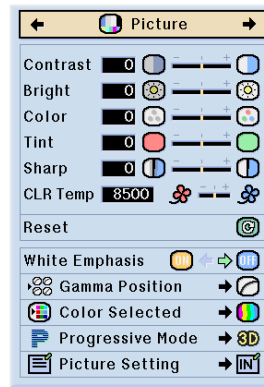 Picture
Contrast 0
Bright 0
Color 0
Tint 0
Sharp 0
CLR Temp 8500
Reset
White Emphasis ON OFF
Gamma Position
Color Selected
Progressive Mode 3D
Picture Setting IN